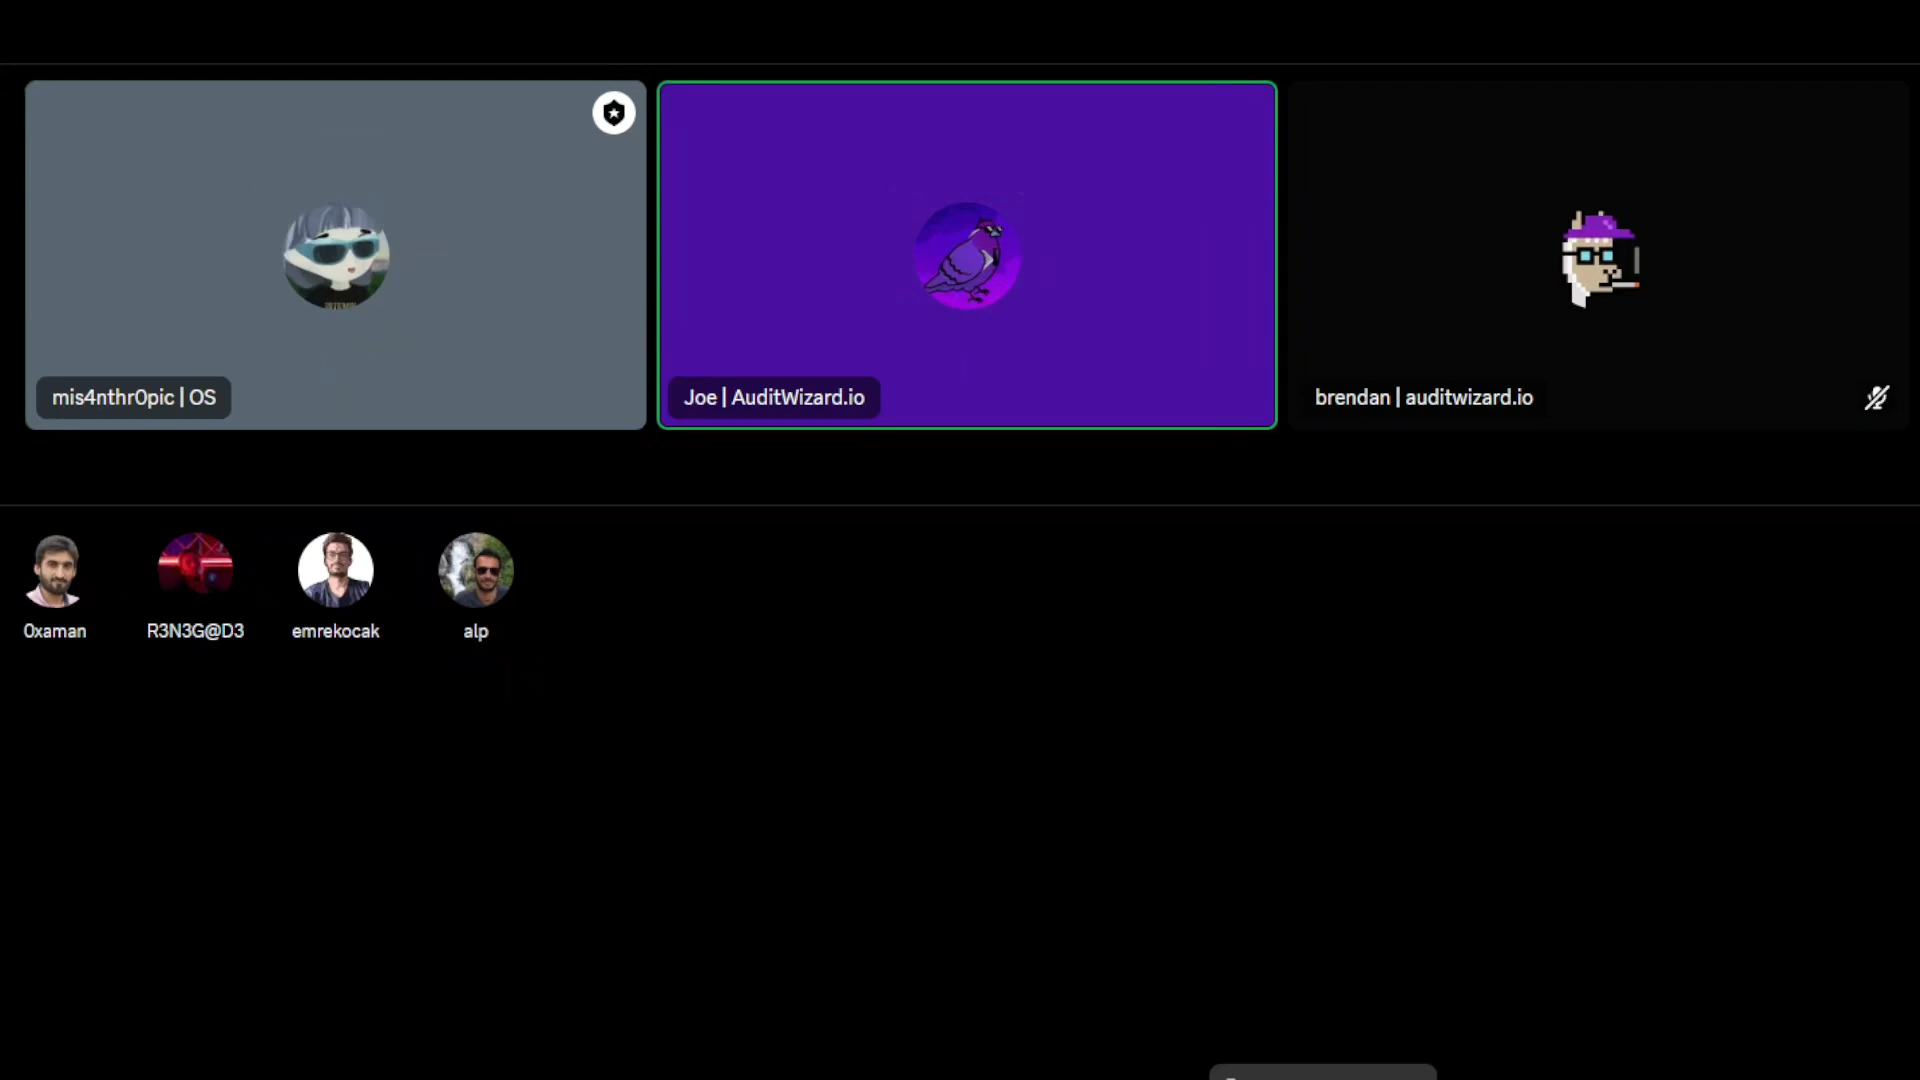 mis4nthr0pic | OS
Joe | AuditWizard.io
brendan | auditwizard.io
0xaman
R3N3G@D3
emrekocak
alp